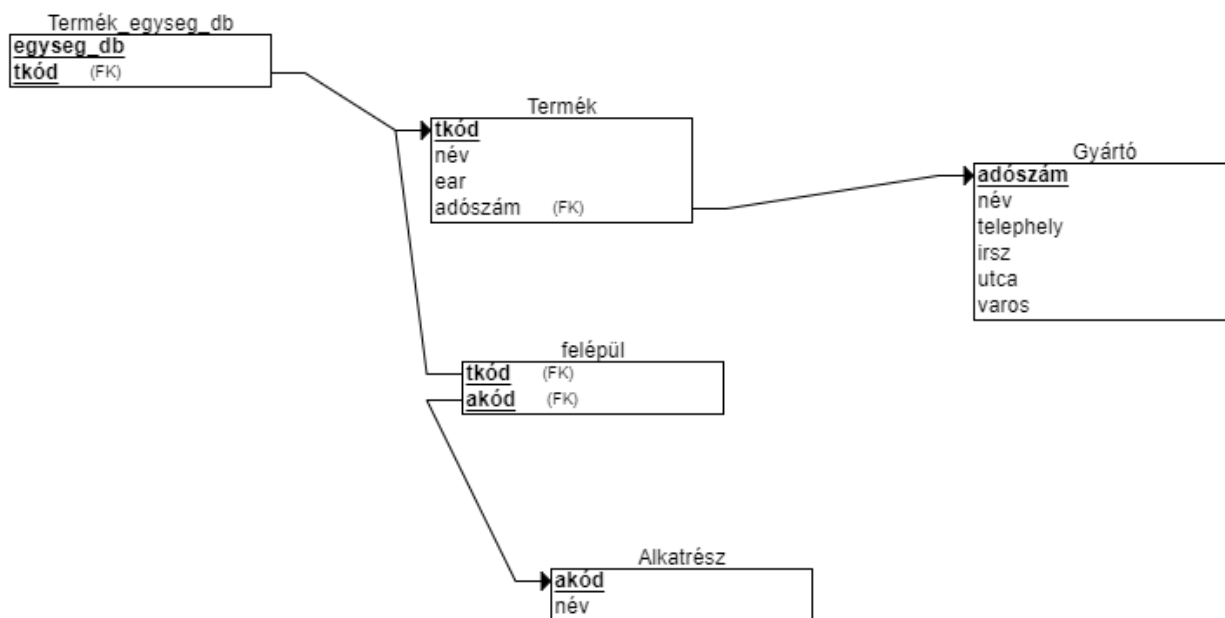 Termék_egyseg_db
egyseg_db
tkód (FK)
Termék
tkód
név
ear
adószám (FK)
Gyártó
adószám
név
telephely
irsz
utca
varos
felépül
tkód (FK)
akód (FK)
Alkatrész
akód
név